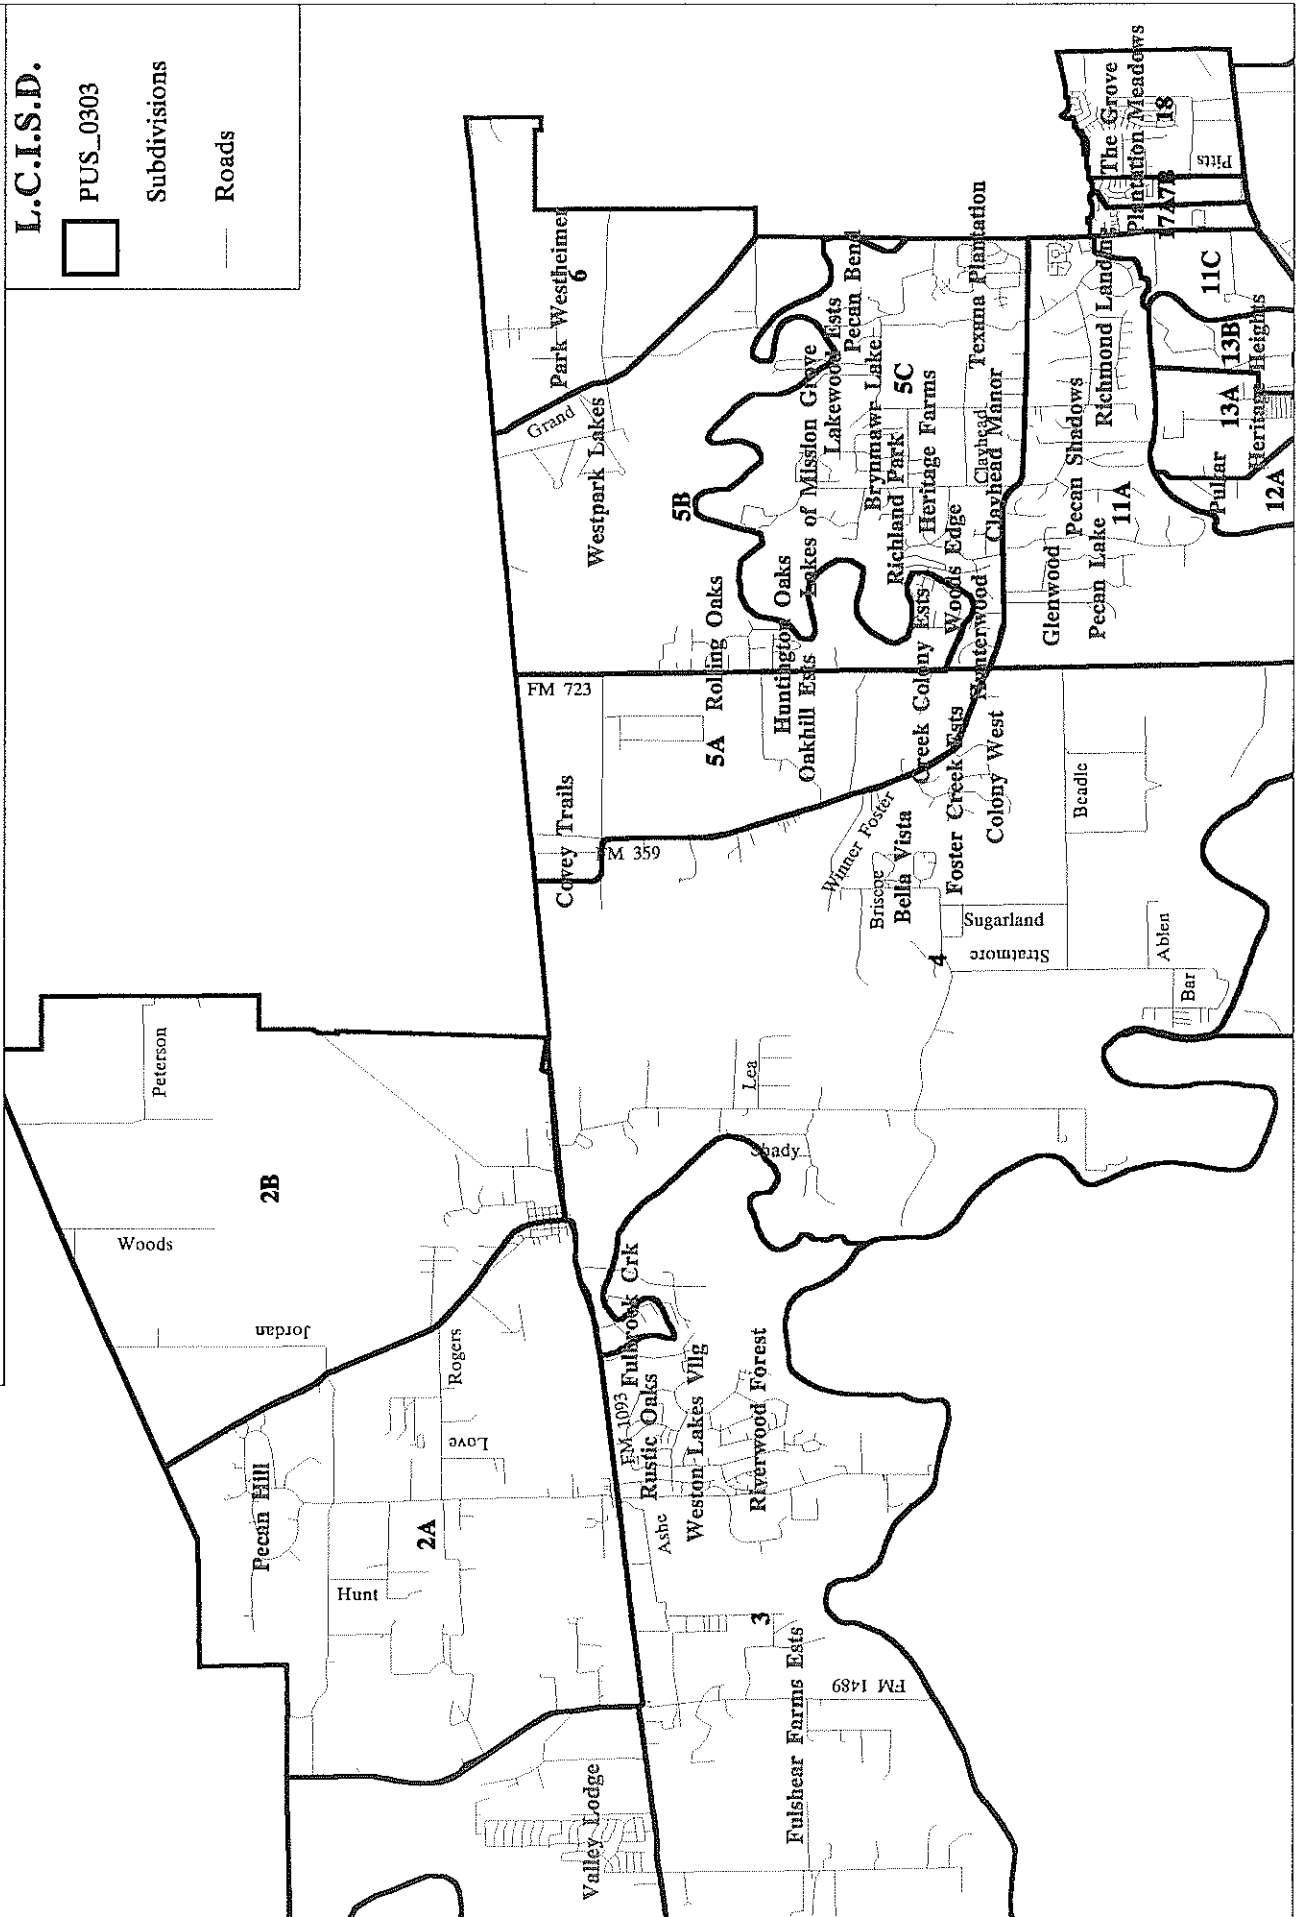 L.C.I.S.D.
PUS_0303
Subdivisions
Roads
Peterson
2B
Woods
Jordan
Rogers
Love
Pecan Hill
2A
Hunt
Valley Lodge
FM 1093
Fulbrook Crk
Rustic Oaks
Weston Lakes Vllg
Riverwood Forest
Ashe
3
Fulshear Farms Ests
FM 1489
Shady
Lea
Covey Trails
M 359
FM 723
5A
Rolling Oaks
Huntington Oaks
Oakhill Ests
Winner Foster
Briscoe
Bella Vista
Creek Colony Ests
Foster Creek Ests
Colony West
Hunterwood
Woods Edge
4
Sugarland
Stratmore
Beadle
Ablen
Bar
Park Westheimer
6
Grand
Westpark Lakes
5B
Lakes of Mission Grove
Lakewood Ests
Pecan Bend
Brynmawr Lake
Richland Park
5C
Heritage Farms
Clayhead
Clayhead Manor
Texana Plantation
Glenwood
Pecan Shadows
Pecan Lake
11A
Richmond Landing
The Grove
Plantation Meadows
18
Pitts
17A
7B
11C
13B
13A
Heritage Heights
Pultar
12A